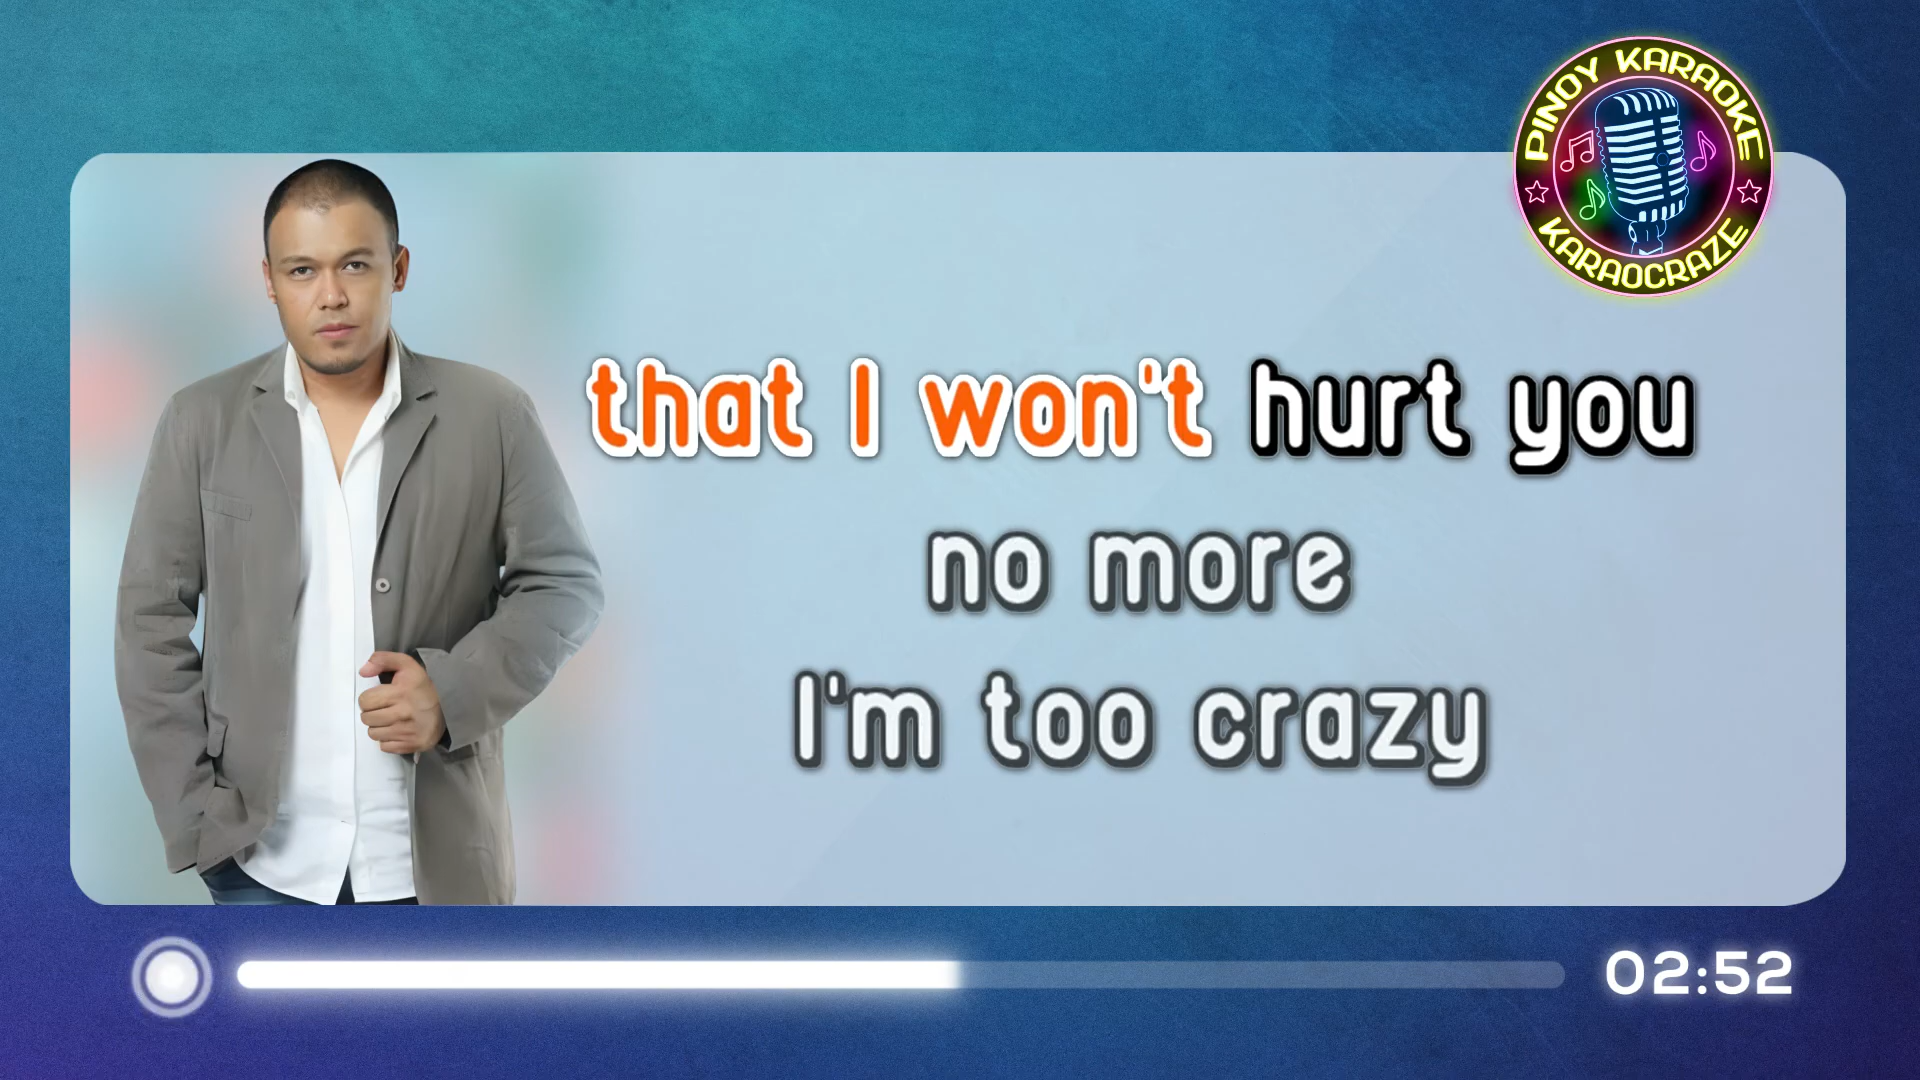 PINOY KARAOKE
KARAOCRAZE
that I won't hurt you
no more
I'm too crazy
02:52